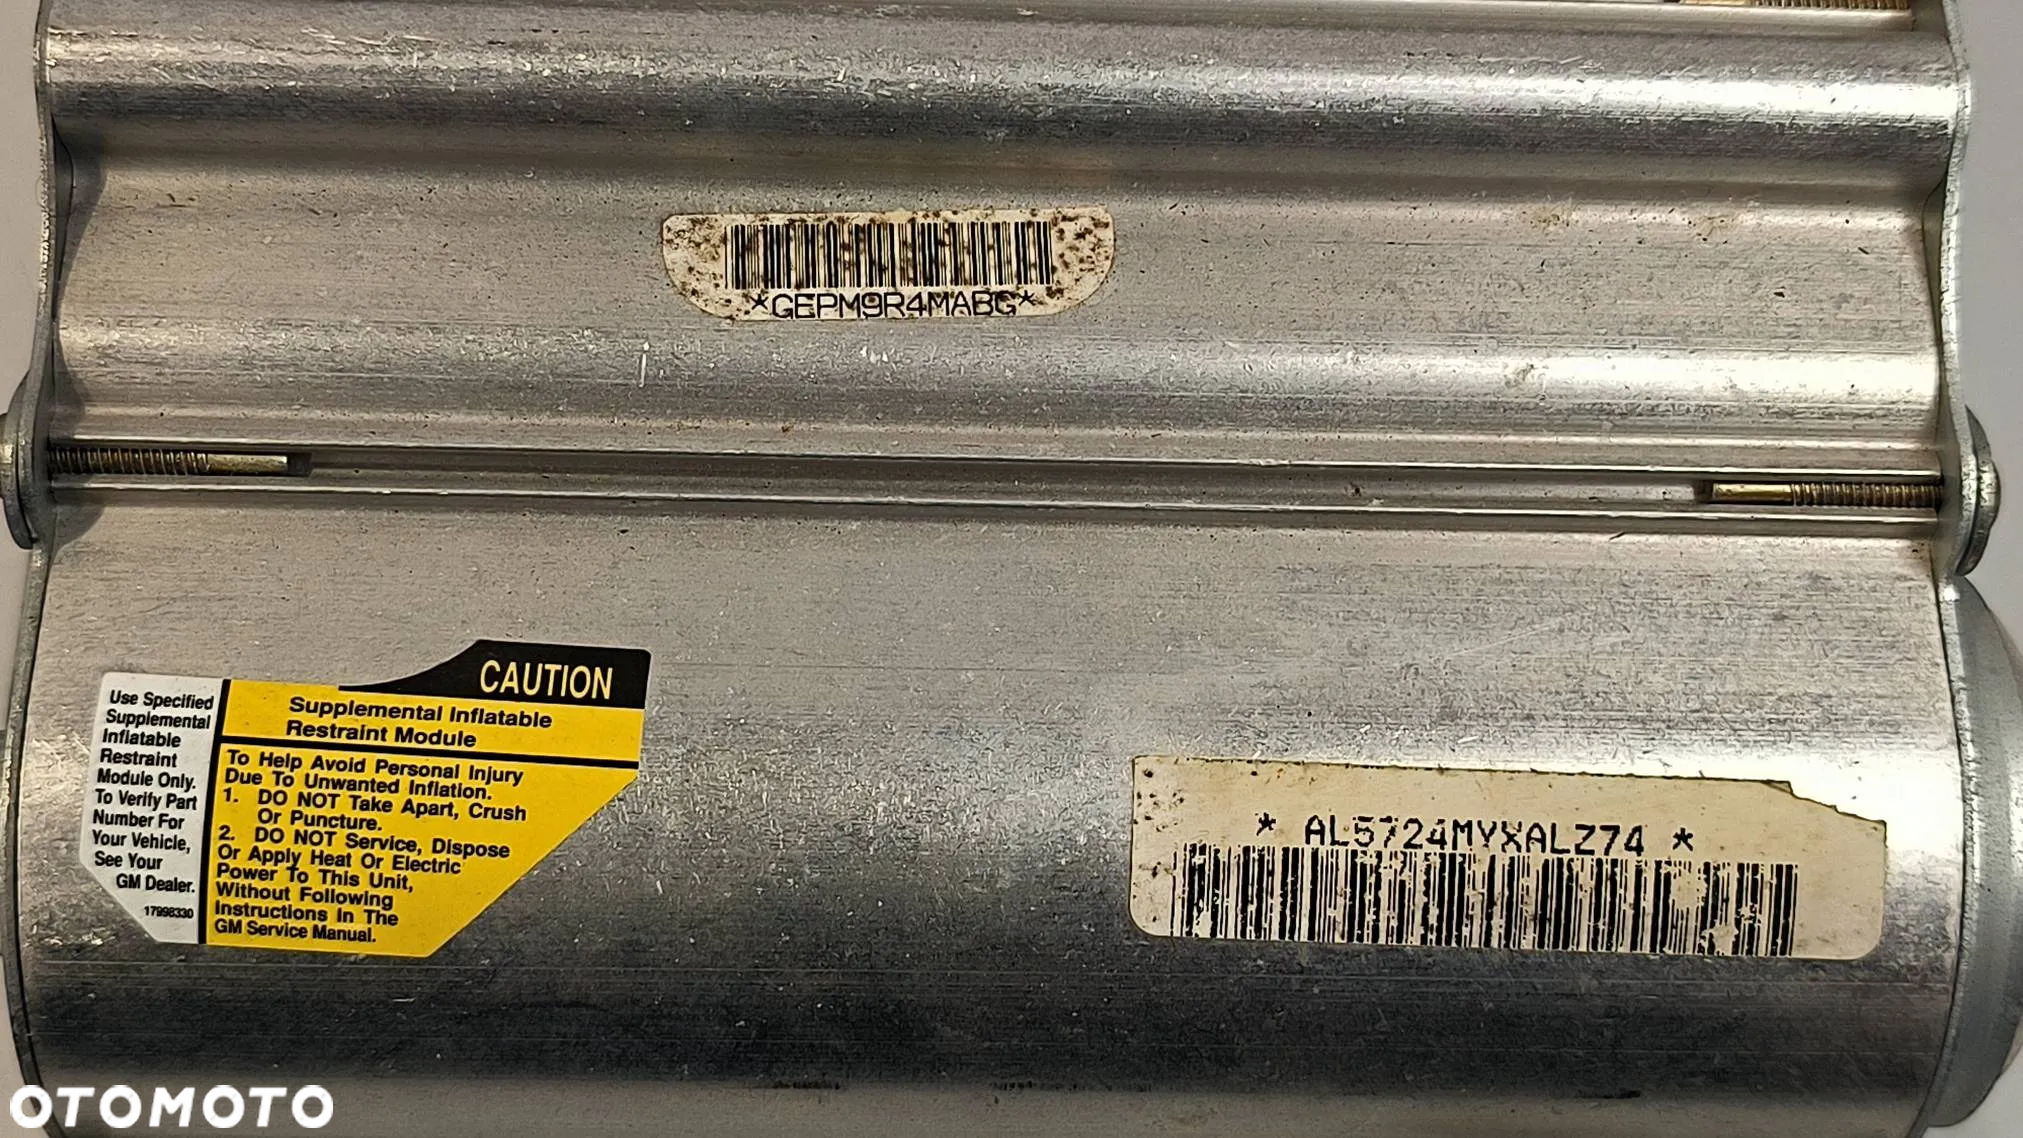 *GEPM9R4MABG*
CAUTION
Supplemental Inflatable
Restraint Module
Use Specified
Supplemental
Inflatable
Restraint
Module Only.
To Verify Part
Number For
Your Vehicle,
See Your
GM Dealer.
17998330
To Help Avoid Personal Injury
Due To Unwanted Inflation.
1. DO NOT Take Apart, Crush
Or Puncture.
2. DO NOT Service, Dispose
Or Apply Heat Or Electric
Power To This Unit,
Without Following
Instructions In The
GM Service Manual.
* AL5724MYXALZ74 *
OTOMOTO